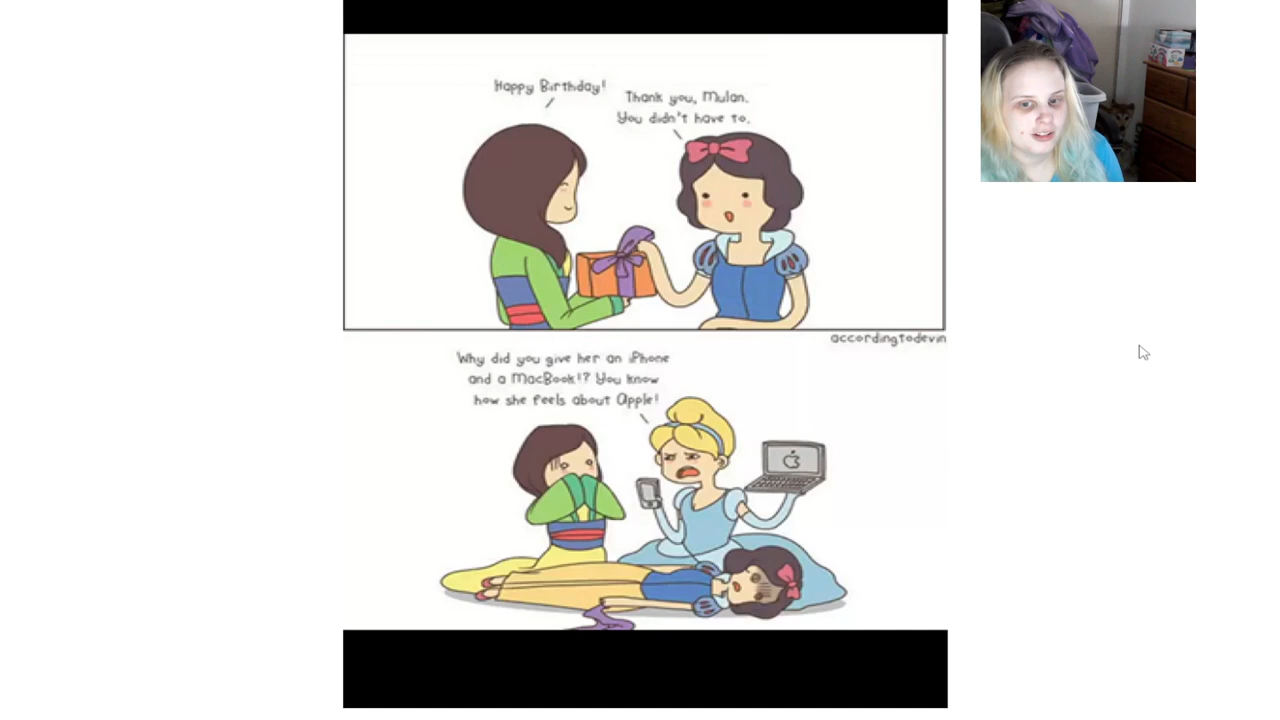 Happy Birthday!
Thank you, Mulan.
You didn't have to.
accordingtodevin
Why did you give her an iPhone
and a MacBook!? You know
how she feels about Apple!